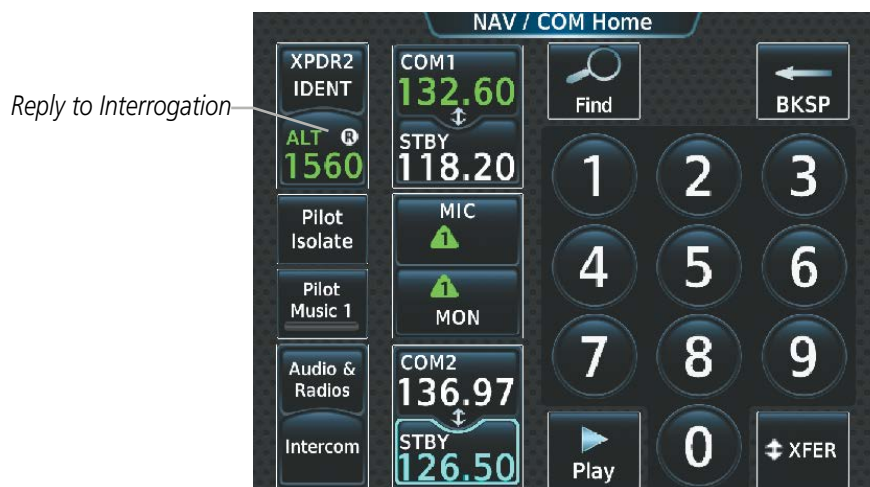 NAV / COM Home
Reply to Interrogation
XPDR2
IDENT
ALT R
1560
COM1
132.60
STBY
118.20
Find
BKSP
Pilot
Isolate
MIC
1
Pilot
Music 1
1
MON
Audio &
Radios
Intercom
COM2
136.97
STBY
126.50
1 2 3
4 5 6
7 8 9
Play
0
XFER